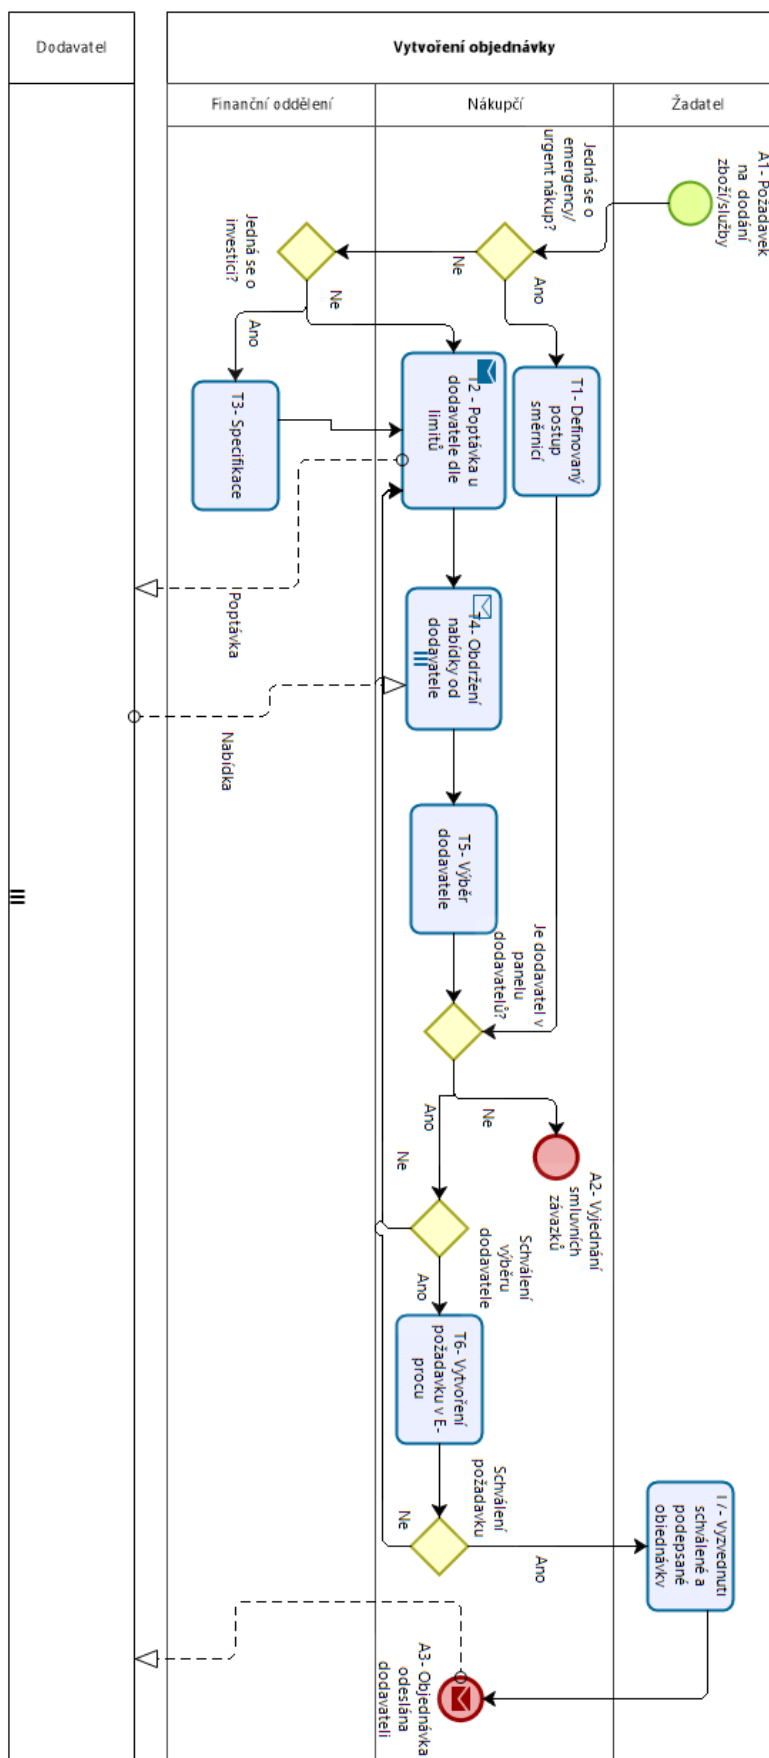 Dodavatel
Vytvoření objednávky
Finanční oddělení
Nákupčí
Žadatel
A1- Požadavek
na dodání
zboží/služby
Jedná se o
emergency/
urgent nákup?
Ano
Ne
Jedná se o
investici?
Ne
Ano
T1- Definovaný
postup
směrnicí
T2 - Poptávka u
dodavatele dle
limitů
T3- Specifikace
Poptávka
T4- Obdržení
nabídky od
dodavatele
Nabídka
T5- Výběr
dodavatele
Je dodavatel v
panelu
dodavatelů?
Ne
Ano
A2- Vyjednání
smluvních
závazků
Ne
Schválení
výběru
dodavatele
Ano
T6- Vytvoření
požadavku v E-
procu
Schválení
požadavku
Ne
Ano
T7- Vyzvednutí
schválené a
podepsané
objednávky
A3- Objednávka
odeslána
dodavateli